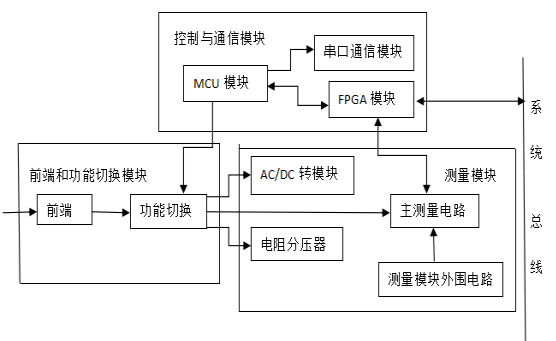 控制与通信模块
串口通信模块
MCU 模块
FPGA 模块
系
统
总
线
前端和功能切换模块
AC/DC 转模块
测量模块
前端
功能切换
主测量电路
电阻分压器
测量模块外围电路